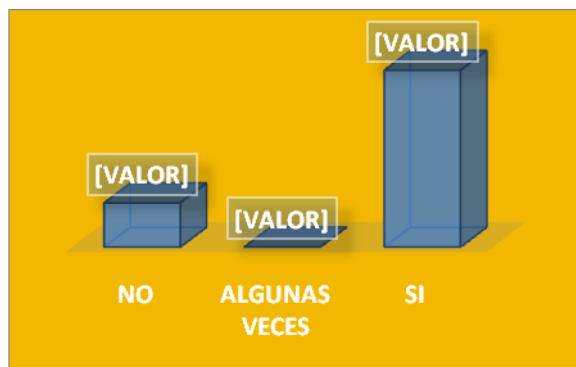 [VALOR]
[VALOR]
[VALOR]
NO
ALGUNAS
VECES
SI